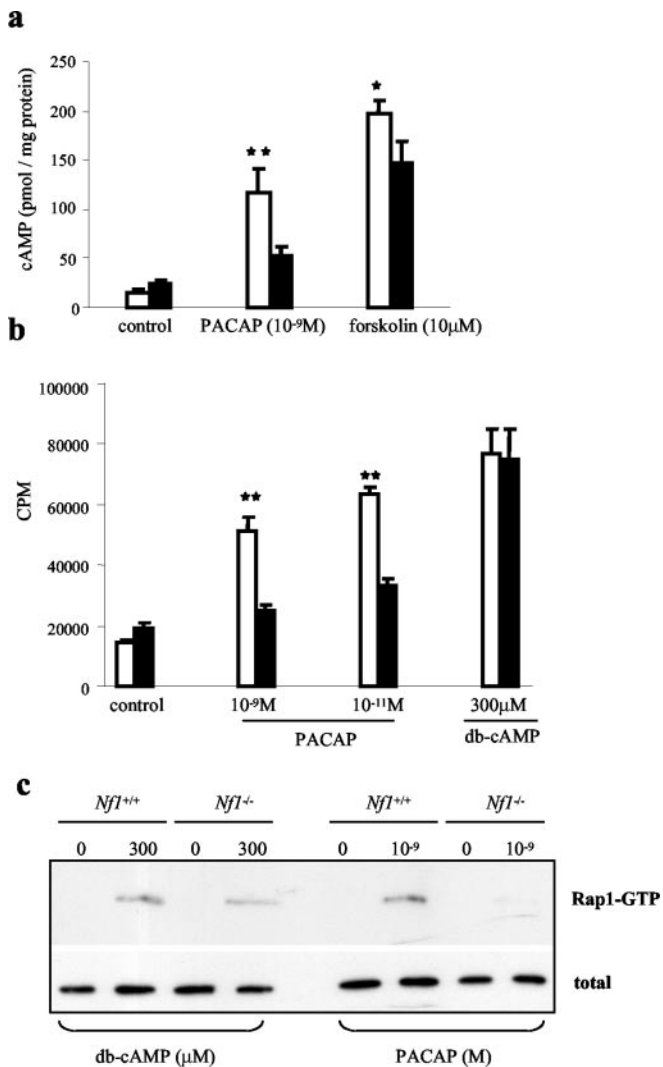 a
cAMP (pmol / mg protein)
250
200
150
100
50
0
**
*
control
PACAP (10-9M)
forskolin (10µM)
b
CPM
100000
80000
60000
40000
20000
0
**
**
control
10-9M
10-11M
300µM
PACAP
db-cAMP
c
Nf1+/+ Nf1-/- Nf1+/+ Nf1-/-
0 300 0 300 0 10-9 0 10-9
Rap1-GTP
total
db-cAMP (µM) PACAP (M)